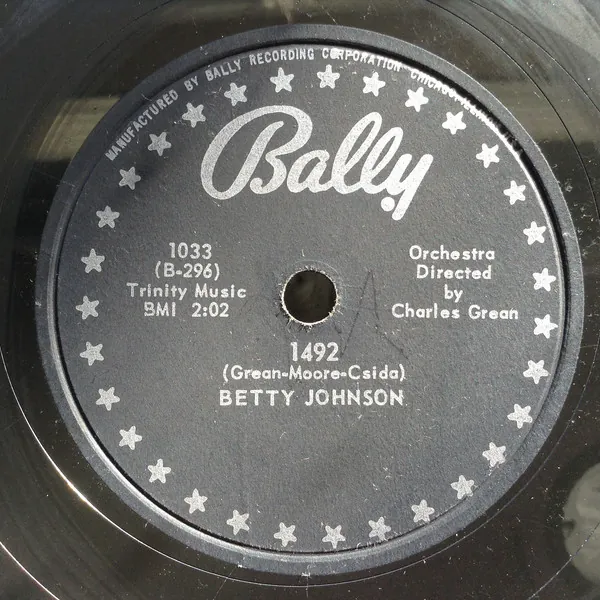 MANUFACTURED BY BALLY RECORDING CORPORATION CHICAGO
Bally
1033
(B-296)
Trinity Music
BMI 2:02
Orchestra
Directed
by
Charles Grean
1492
(Grean-Moore-Csida)
BETTY JOHNSON